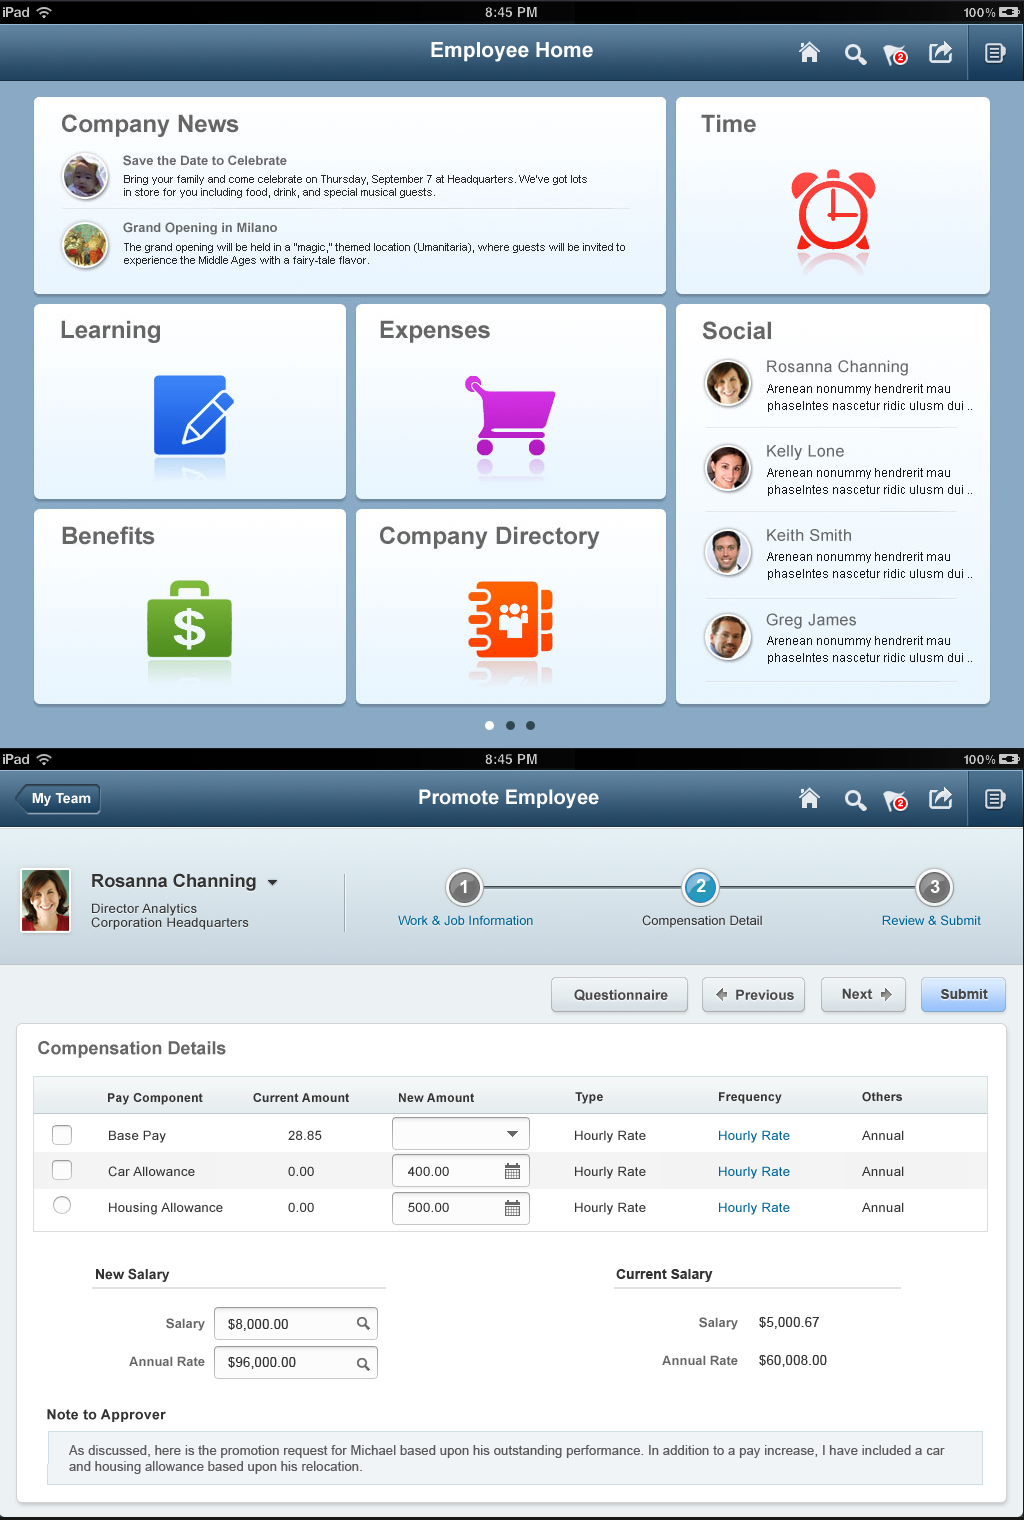 iPad 8:45 PM 100%
Employee Home
2
Company News
Save the Date to Celebrate
Bring your family and come celebrate on Thursday, September 7 at Headquarters. We've got lots
in store for you including food, drink, and special musical guests.
Grand Opening in Milano
The grand opening will be held in a "magic," themed location (Umanitaria), where guests will be invited to
experience the Middle Ages with a fairy-tale flavor.
Time
Learning
Expenses
Social
Rosanna Channing
Arenean nonummy hendrerit mau
phaselntes nascetur ridic ulusm dui ..
Kelly Lone
Arenean nonummy hendrerit mau
phaselntes nascetur ridic ulusm dui ..
Keith Smith
Arenean nonummy hendrerit mau
phaselntes nascetur ridic ulusm dui ..
Greg James
Arenean nonummy hendrerit mau
phaselntes nascetur ridic ulusm dui ..
Benefits
$
Company Directory
iPad 8:45 PM 100%
My Team
Promote Employee
2
Rosanna Channing
Director Analytics
Corporation Headquarters
1 2 3
Work & Job Information Compensation Detail Review & Submit
Questionnaire Previous Next Submit
Compensation Details
Pay Component Current Amount New Amount Type Frequency Others
Base Pay 28.85 Hourly Rate Hourly Rate Annual
Car Allowance 0.00 400.00 Hourly Rate Hourly Rate Annual
Housing Allowance 0.00 500.00 Hourly Rate Hourly Rate Annual
New Salary Current Salary
Salary $8,000.00 Salary $5,000.67
Annual Rate $96,000.00 Annual Rate $60,008.00
Note to Approver
As discussed, here is the promotion request for Michael based upon his outstanding performance. In addition to a pay increase, I have included a car
and housing allowance based upon his relocation.